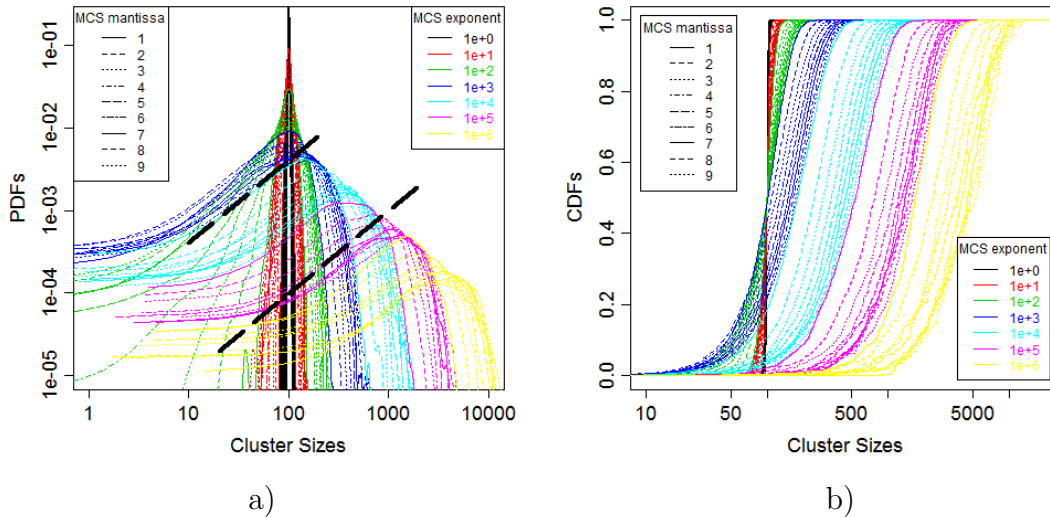 MCS mantissa
1
2
3
4
5
6
7
8
9
MCS exponent
1e+0
1e+1
1e+2
1e+3
1e+4
1e+5
1e+6
PDFs
1e-01
1e-02
1e-03
1e-04
1e-05
1 10 100 1000 10000
Cluster Sizes
a)
MCS mantissa
1
2
3
4
5
6
7
8
9
MCS exponent
1e+0
1e+1
1e+2
1e+3
1e+4
1e+5
1e+6
CDFs
1.0
0.8
0.6
0.4
0.2
0.0
10 50 500 5000
Cluster Sizes
b)